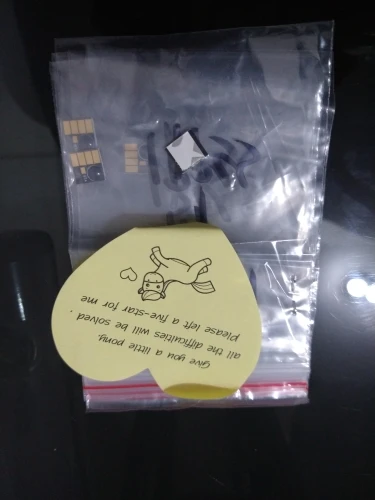 Give you a little pony,
all the difficulties will be solved .
please left a five-star for me